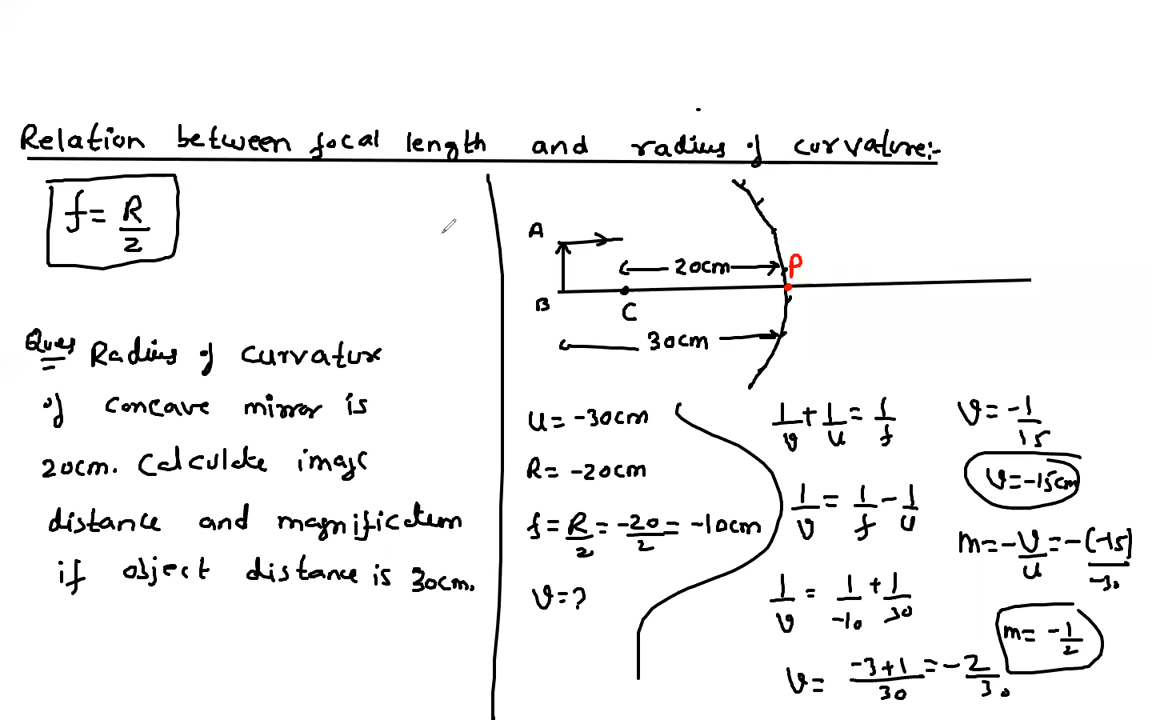 Relation between focal length and radius of curvature:-
f = R/2
Ques Radius of curvature
of concave mirror is
20cm. Calculate image
distance and magnification
if object distance is 30cm.
A
B
C
P
20cm
30cm
u = -30cm
R = -20cm
f = R/2 = -20/2 = -10cm
v = ?
1/v + 1/u = 1/f
1/v = 1/f - 1/u
1/v = 1/-10 + 1/30
v = -3+1/30 = -2/30
v = -1/15
v = -15cm
m = -v/u = -(-15]/-30
m = -1/2